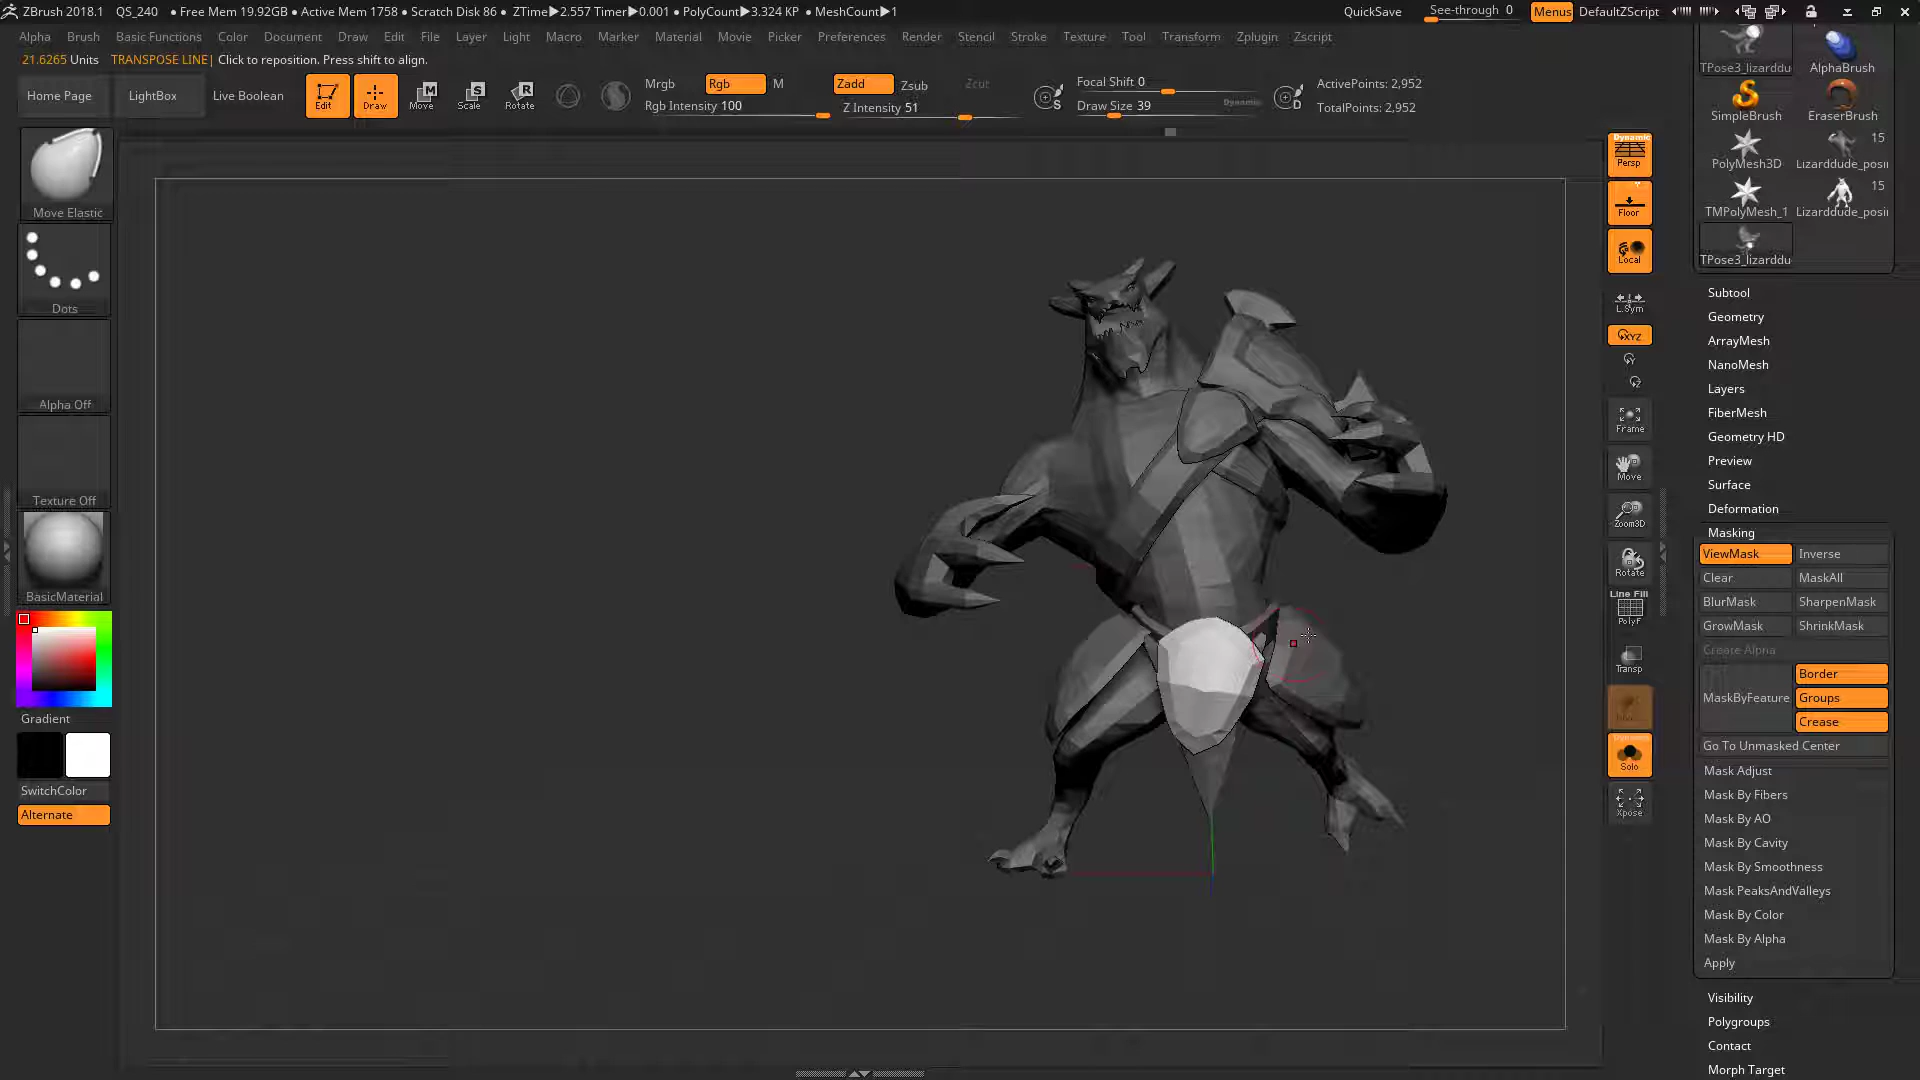 ZBrush 2018.1 QS_240 • Free Mem 19.92GB • Active Mem 1758 • Scratch Disk 86 • ZTime▶2.557 Timer▶0.001 • PolyCount▶3.324 KP • MeshCount▶1 QuickSave See-through 0 Menus DefaultZScript
Alpha Brush Basic Functions Color Document Draw Edit File Layer Light Macro Marker Material Movie Picker Preferences Render Stencil Stroke Texture Tool Transform Zplugin Zscript
21.6265 Units TRANSPOSE LINE| Click to reposition. Press shift to align.
Home Page LightBox Live Boolean
Edit Draw Move Scale Rotate
Mrgb Rgb M
Rgb Intensity 100
Zadd Zsub Zcut
Z Intensity 51
S
Focal Shift 0
Draw Size 39 Dynamic
D
ActivePoints: 2,952
TotalPoints: 2,952
Move Elastic
Dots
Alpha Off
Texture Off
BasicMaterial
Gradient
SwitchColor
Alternate
Dynamic
Persp
Floor
Local
L.Sym
XYZ
Y
Z
Frame
Move
Zoom3D
Rotate
Line Fill
PolyF
Transp
Dynamic
Solo
Xpose
TPose3_lizarddu AlphaBrush
SimpleBrush EraserBrush
15
PolyMesh3D Lizarddude_posi
15
TMPolyMesh_1 Lizarddude_posi
TPose3_lizarddu
Subtool
Geometry
ArrayMesh
NanoMesh
Layers
FiberMesh
Geometry HD
Preview
Surface
Deformation
Masking
ViewMask Inverse
Clear MaskAll
BlurMask SharpenMask
GrowMask ShrinkMask
Create Alpha
MaskByFeature
Border
Groups
Crease
Go To Unmasked Center
Mask Adjust
Mask By Fibers
Mask By AO
Mask By Cavity
Mask By Smoothness
Mask PeaksAndValleys
Mask By Color
Mask By Alpha
Apply
Visibility
Polygroups
Contact
Morph Target